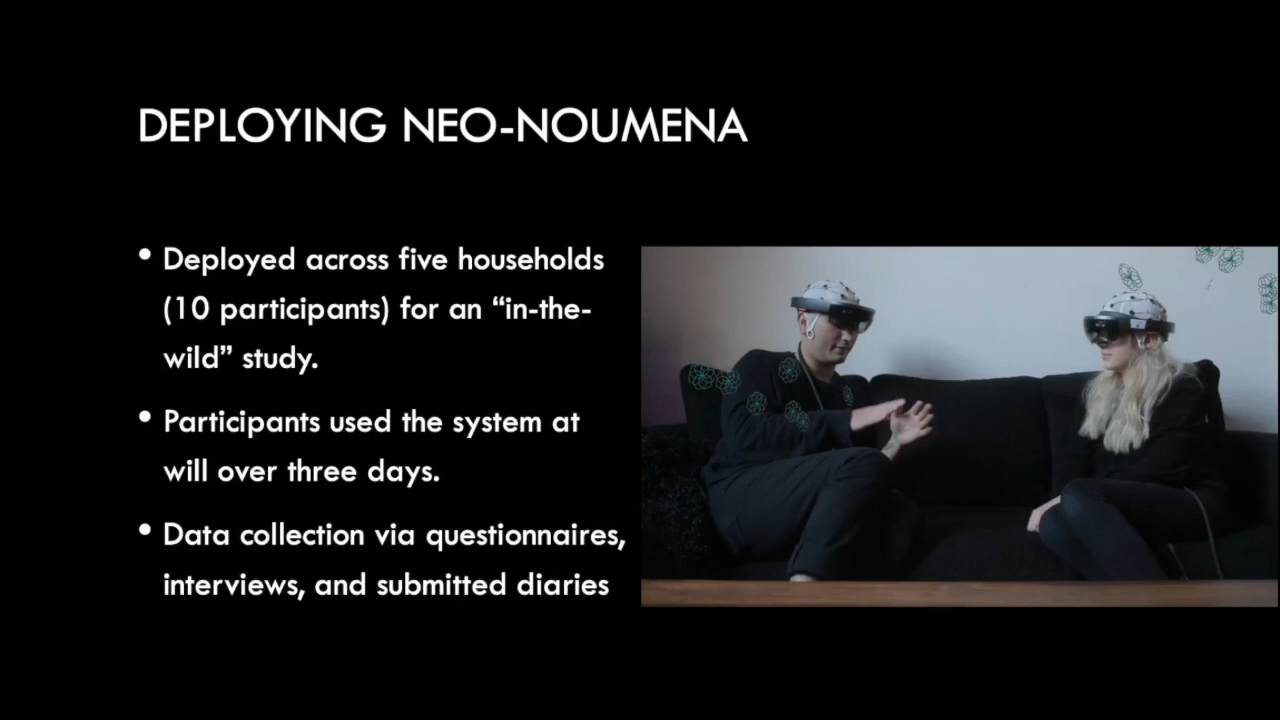 DEPLOYING NEO-NOUMENA
• Deployed across five households
(10 participants) for an “in-the-
wild” study.
• Participants used the system at
will over three days.
• Data collection via questionnaires,
interviews, and submitted diaries